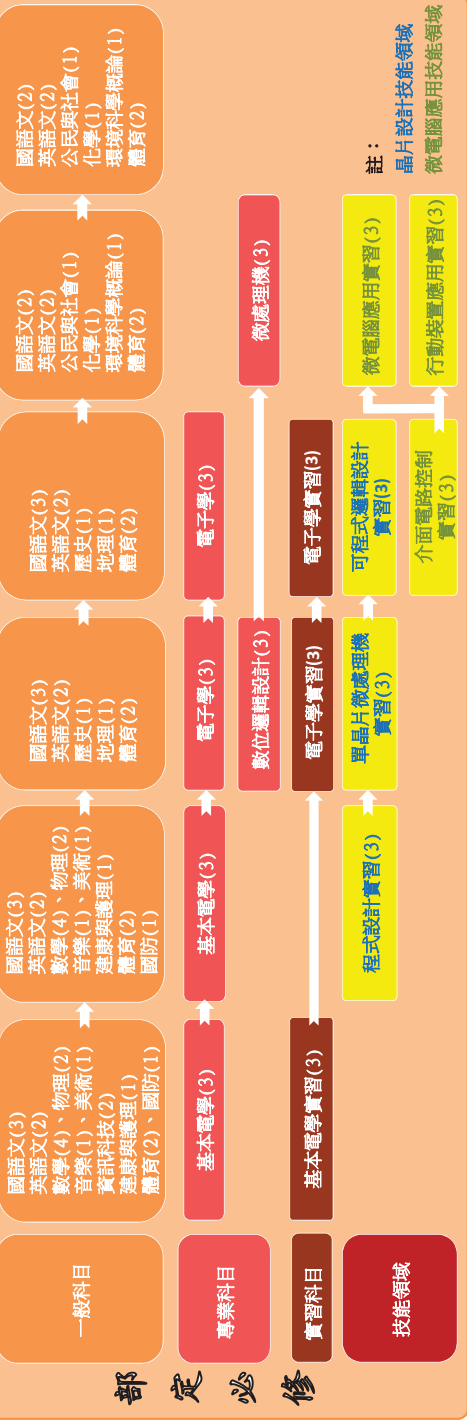 部定必修
一般科目
國語文(3)
英語文(2)
數學(4)、物理(2)
音樂(1)、美術(1)
資訊科技(2)
建康與護理(1)
體育(2)、國防(1)
國語文(3)
英語文(2)
數學(4)、物理(2)
音樂(1)、美術(1)
建康與護理(1)
體育(2)
國防(1)
國語文(3)
英語文(2)
歷史(1)
地理(1)
體育(2)
國語文(3)
英語文(2)
歷史(1)
地理(1)
體育(2)
國語文(2)
英語文(2)
公民與社會(1)
化學(1)
環境科學概論(1)
體育(2)
國語文(2)
英語文(2)
公民與社會(1)
化學(1)
環境科學概論(1)
體育(2)
專業科目
基本電學(3)
基本電學(3)
電子學(3)
電子學(3)
數位邏輯設計(3)
微處理機(3)
實習科目
基本電學實習(3)
電子學實習(3)
電子學實習(3)
技能領域
程式設計實習(3)
單晶片微處理機
實習(3)
可程式邏輯設計
實習(3)
微電腦應用實習(3)
介面電路控制
實習(3)
行動裝置應用實習(3)
註：
晶片設計技能領域
微電腦應用技能領域